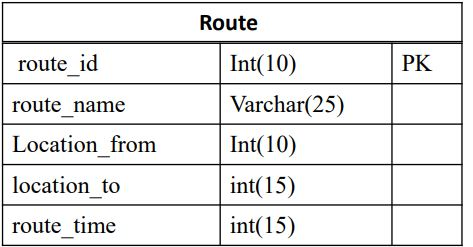 Route
route_id Int(10) PK
route_name Varchar(25)
Location_from Int(10)
location_to int(15)
route_time int(15)